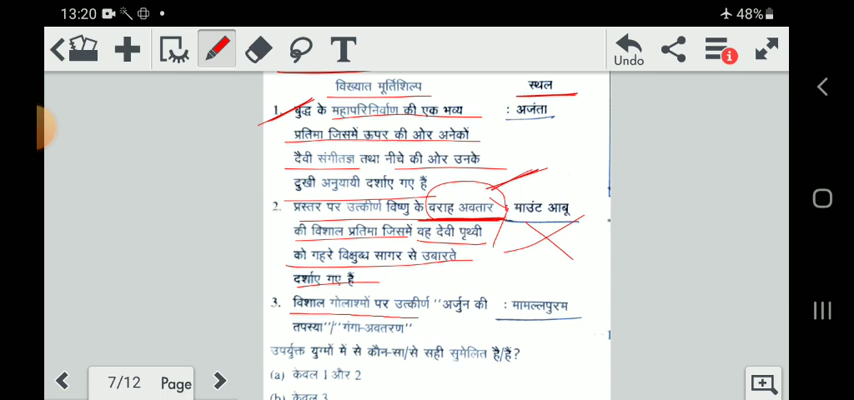 13:20
48%
Undo
विख्यात मूर्तिशिल्प स्थल
1. बुद्ध के महापरिनिर्वाण की एक भव्य : अजंता
प्रतिमा जिसमें ऊपर की ओर अनेकों
दैवी संगीतज्ञ तथा नीचे की ओर उनके
दुखी अनुयायी दर्शाए गए हैं
2. प्रस्तर पर उत्कीर्ण विष्णु के वराह अवतार : माउंट आबू
की विशाल प्रतिमा जिसमें वह देवी पृथ्वी
को गहरे विक्षुब्ध सागर से उबारते
दर्शाए गए हैं
3. विशाल गोलाश्मों पर उत्कीर्ण "अर्जुन की : मामल्लपुरम
तपस्या"/"गंगा-अवतरण"
उपर्युक्त युग्मों में से कौन-सा/से सही सुमेलित है/हैं?
(a) केवल 1 और 2
(b) केवल 3
7/12 Page